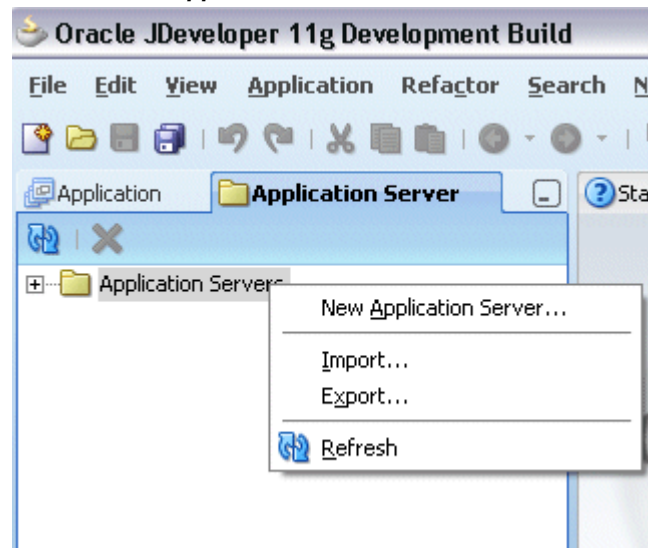 Oracle JDeveloper 11g Development Build
File Edit View Application Refactor Search N
Application Application Server Sta
Application Servers
New Application Server...
Import...
Export...
Refresh